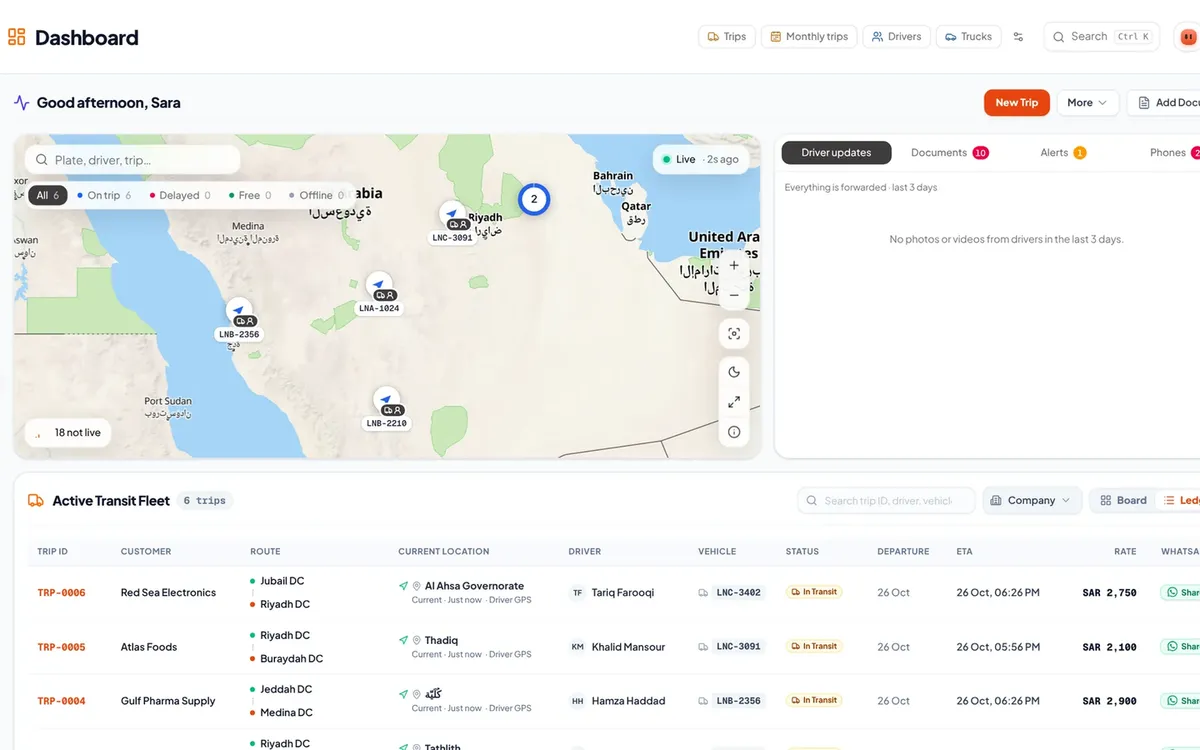 Dashboard
Trips
Monthly trips
Drivers
Trucks
Search Ctrl K
Good afternoon, Sara
New Trip
More
Add Docu
Plate, driver, trip...
Live · 2s ago
All 6
On trip 6
Delayed 0
Free 0
Offline 0
abia
السعودية
Medina
المدينة المنورة
Riyadh
الرياض
LNC-3091
2
Bahrain
البحرين
Qatar
قطر
United Ara
Emi
LNA-1024
LNB-2356
جدة
LNB-2210
Port Sudan
بورتسودان
swan
أسوان
18 not live
+
−
Driver updates
Documents 10
Alerts 1
Phones 2
Everything is forwarded · last 3 days
No photos or videos from drivers in the last 3 days.
Active Transit Fleet 6 trips
Search trip ID, driver, vehicl
Company
Board
Led
TRIP ID CUSTOMER ROUTE CURRENT LOCATION DRIVER VEHICLE STATUS DEPARTURE ETA RATE WHATSA
TRP-0006
Red Sea Electronics
Jubail DC
Riyadh DC
Al Ahsa Governorate
Current · Just now · Driver GPS
TF Tariq Farooqi
LNC-3402
In Transit
26 Oct
26 Oct, 06:26 PM
SAR 2,750
Shar
TRP-0005
Atlas Foods
Riyadh DC
Buraydah DC
Thadiq
Current · Just now · Driver GPS
KM Khalid Mansour
LNC-3091
In Transit
26 Oct
26 Oct, 05:56 PM
SAR 2,100
Shar
TRP-0004
Gulf Pharma Supply
Jeddah DC
Medina DC
كُلَيَّة
Current · Just now · Driver GPS
HH Hamza Haddad
LNB-2356
In Transit
26 Oct
26 Oct, 06:26 PM
SAR 2,900
Shar
Riyadh DC
Tathlith